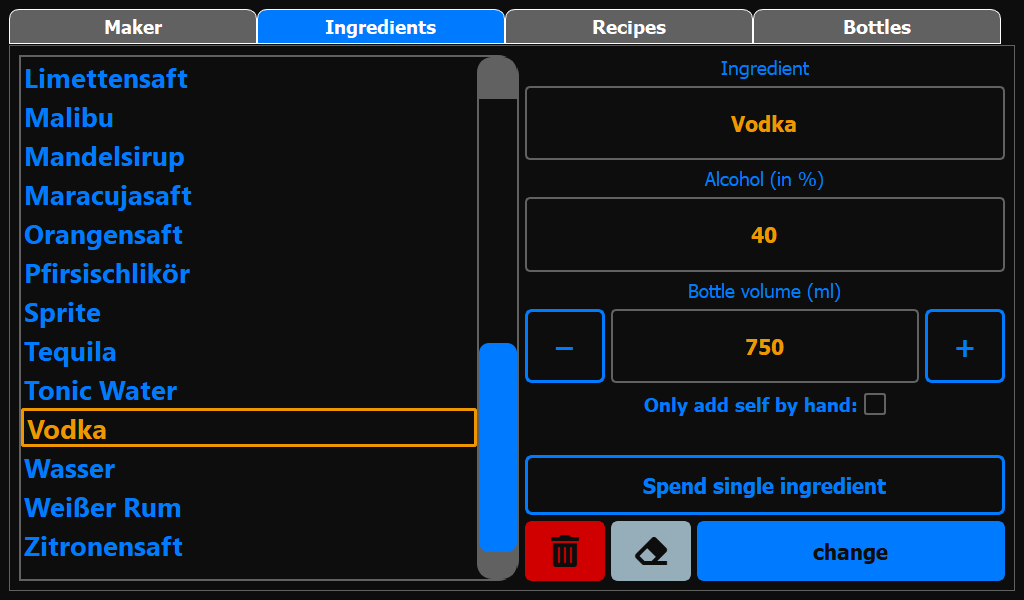 Maker Ingredients Recipes Bottles
Limettensaft
Malibu
Mandelsirup
Maracujasaft
Orangensaft
Pfirsischlikör
Sprite
Tequila
Tonic Water
Vodka
Wasser
Weißer Rum
Zitronensaft
Ingredient
Vodka
Alcohol (in %)
40
Bottle volume (ml)
− 750 +
Only add self by hand:
Spend single ingredient
change